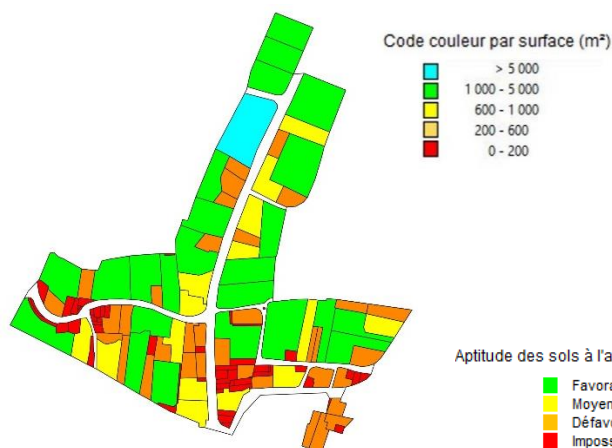 Code couleur par surface (m²)
> 5 000
1 000 - 5 000
600 - 1 000
200 - 600
0 - 200
Aptitude des sols à l'a
Favora
Moyen
Défav
Imposs